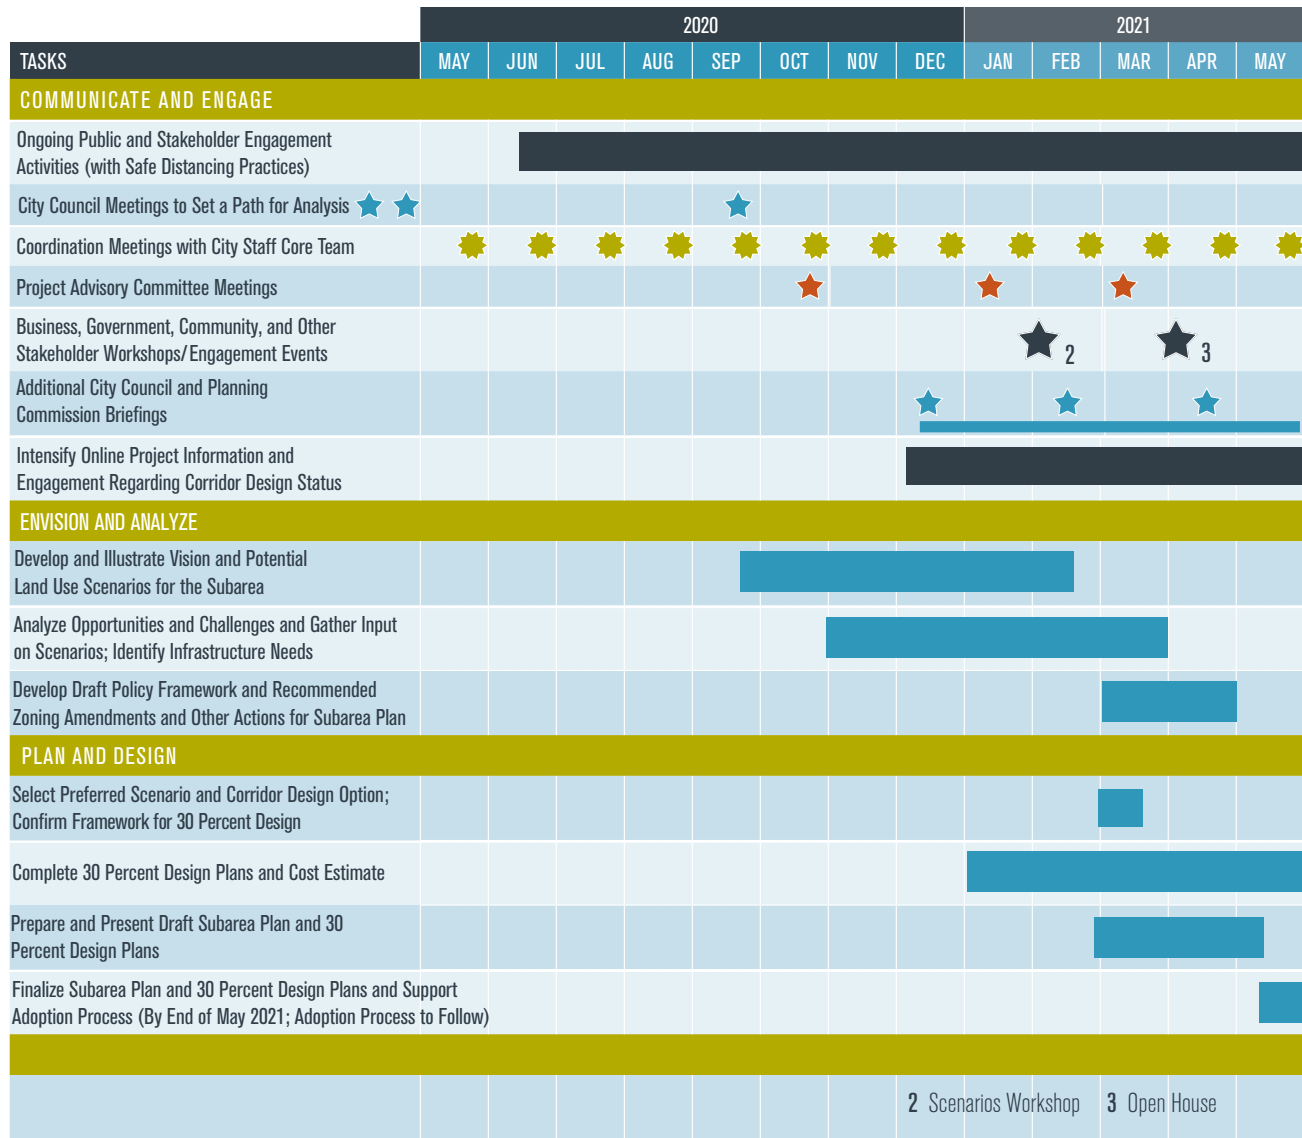 2020 2021
TASKS MAY JUN JUL AUG SEP OCT NOV DEC JAN FEB MAR APR MAY
COMMUNICATE AND ENGAGE
Ongoing Public and Stakeholder Engagement
Activities (with Safe Distancing Practices)
City Council Meetings to Set a Path for Analysis
Coordination Meetings with City Staff Core Team
Project Advisory Committee Meetings
Business, Government, Community, and Other
Stakeholder Workshops/Engagement Events
2 3
Additional City Council and Planning
Commission Briefings
Intensify Online Project Information and
Engagement Regarding Corridor Design Status
ENVISION AND ANALYZE
Develop and Illustrate Vision and Potential
Land Use Scenarios for the Subarea
Analyze Opportunities and Challenges and Gather Input
on Scenarios; Identify Infrastructure Needs
Develop Draft Policy Framework and Recommended
Zoning Amendments and Other Actions for Subarea Plan
PLAN AND DESIGN
Select Preferred Scenario and Corridor Design Option;
Confirm Framework for 30 Percent Design
Complete 30 Percent Design Plans and Cost Estimate
Prepare and Present Draft Subarea Plan and 30
Percent Design Plans
Finalize Subarea Plan and 30 Percent Design Plans and Support
Adoption Process (By End of May 2021; Adoption Process to Follow)
2 Scenarios Workshop 3 Open House